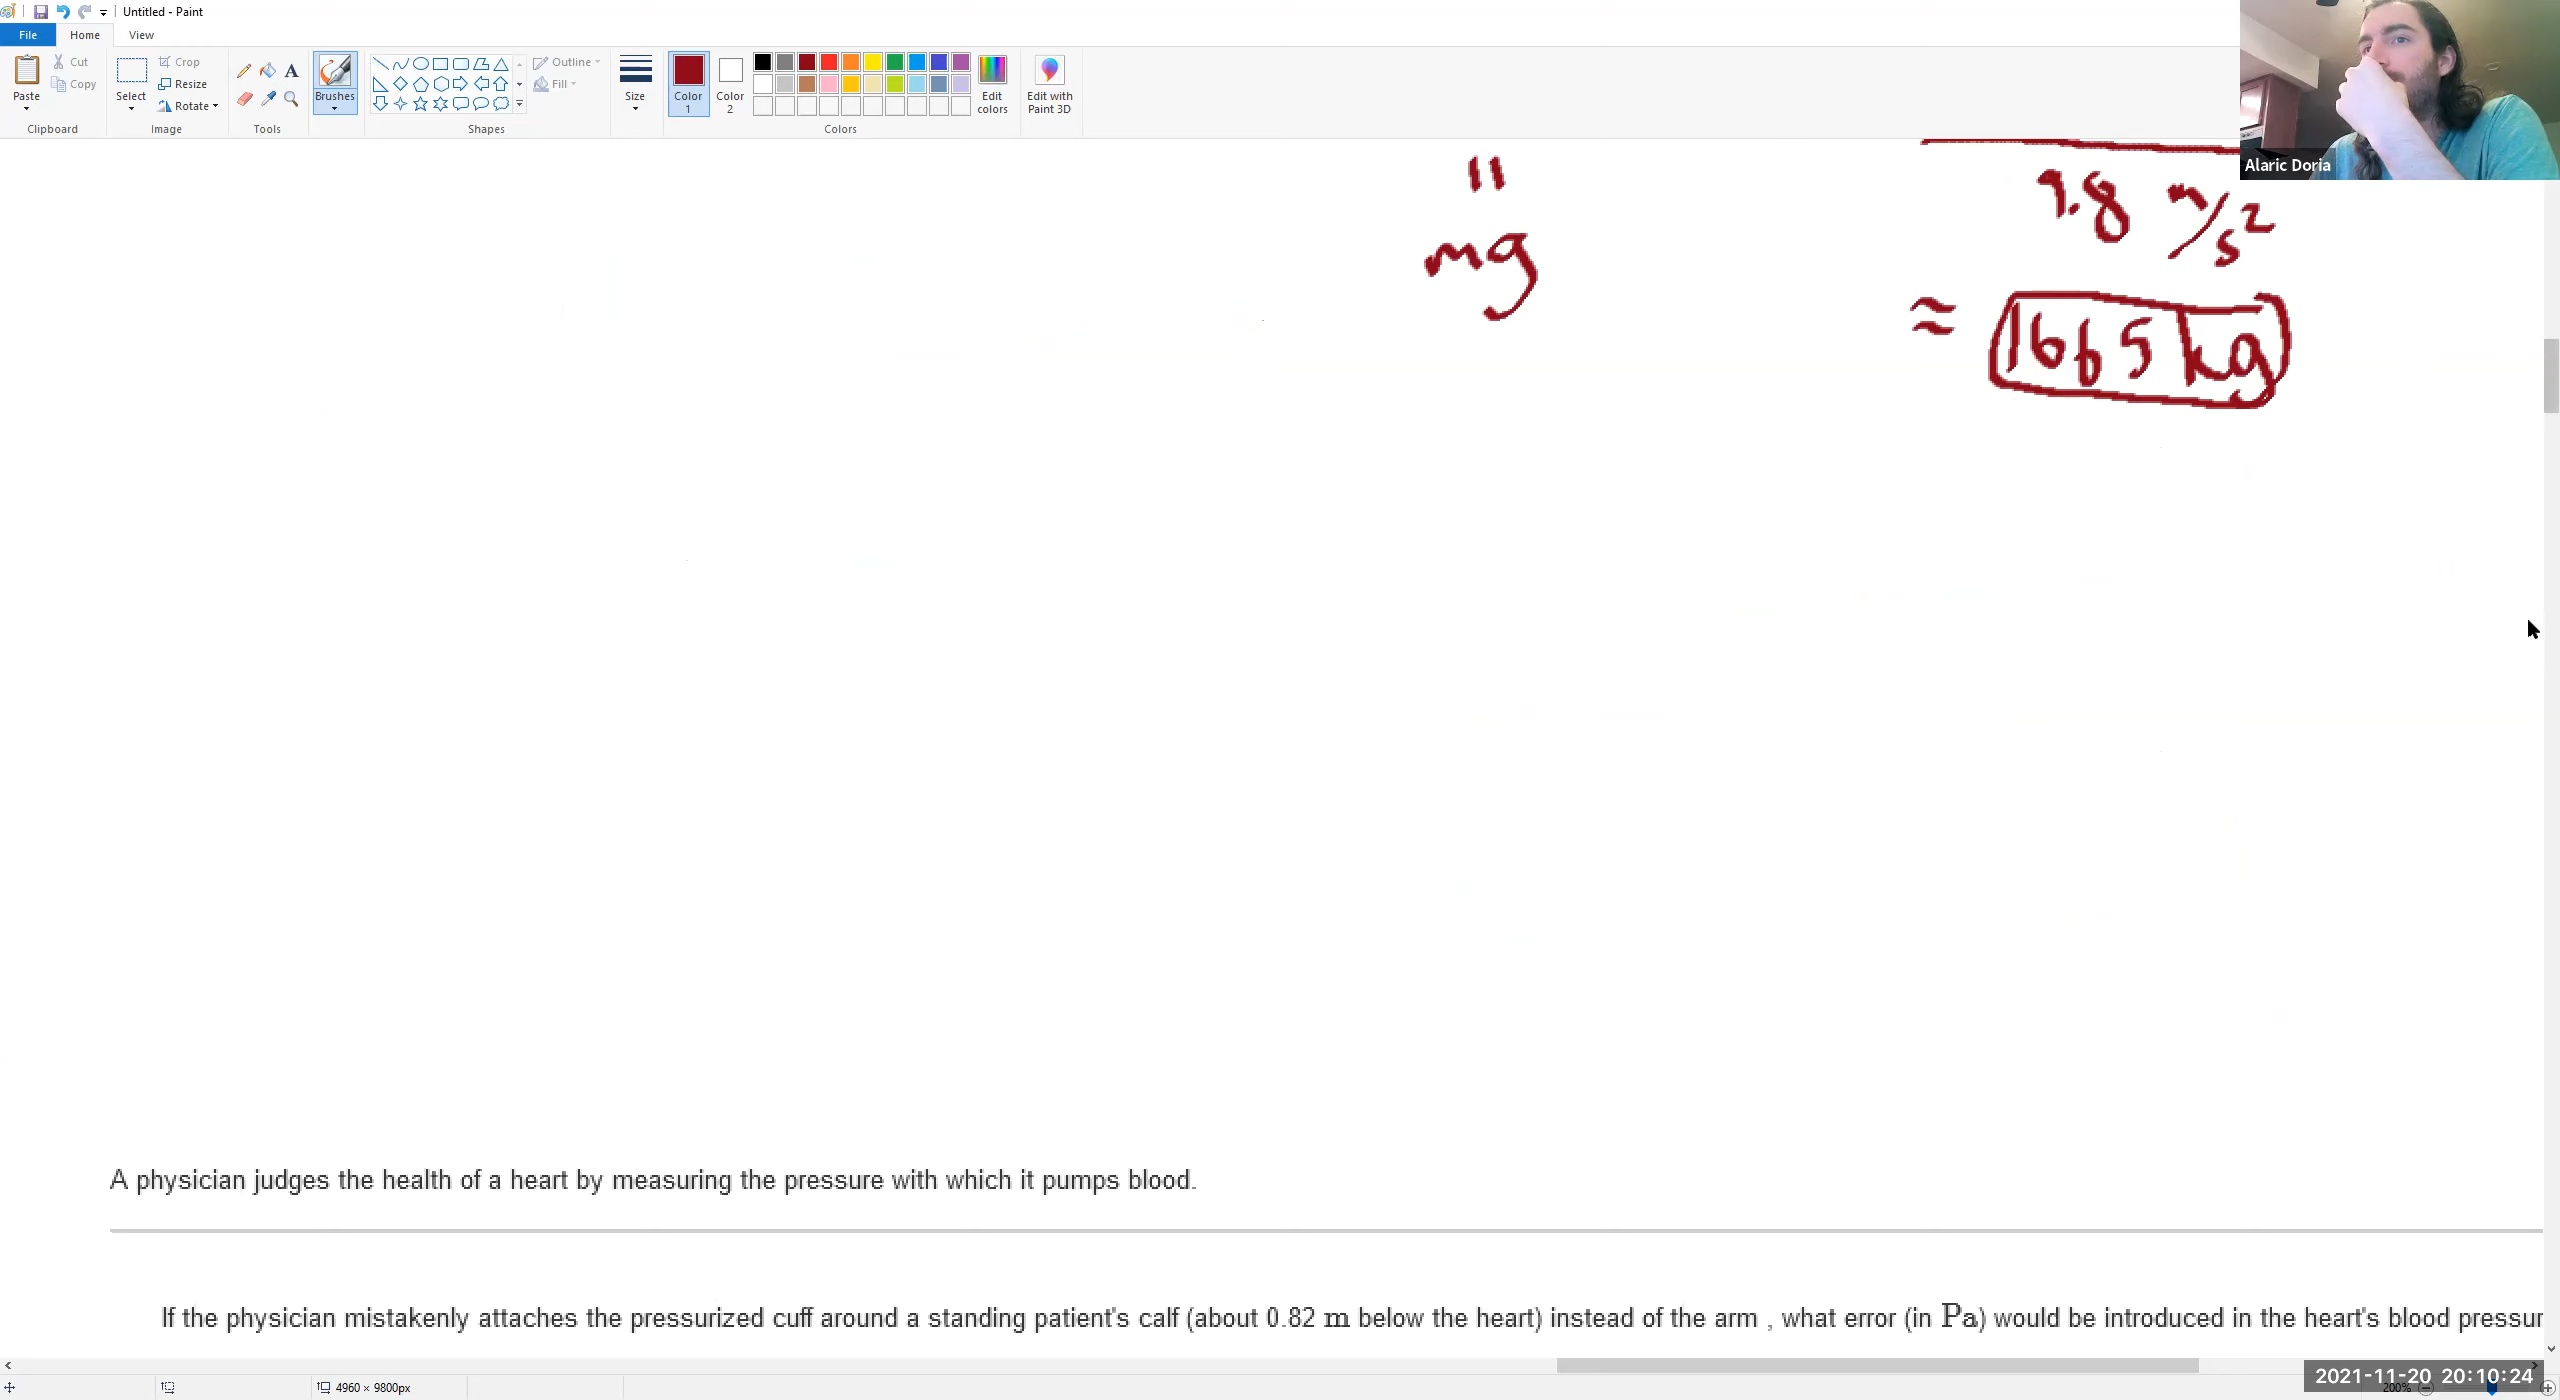 Untitled - Paint
File Home View
Paste Cut Copy Clipboard
Select Crop Resize Rotate Image
Tools
Brushes
Shapes Outline Fill
Size
Color 1 Color 2 Colors Edit colors
Edit with Paint 3D
Alaric Doria
"
mg
9.8 m/s²
≈ 1665 kg
A physician judges the health of a heart by measuring the pressure with which it pumps blood.
If the physician mistakenly attaches the pressurized cuff around a standing patient's calf (about 0.82 m below the heart) instead of the arm , what error (in Pa) would be introduced in the heart's blood pressur
4960 × 9800px
200%
2021-11-20 20:10:24